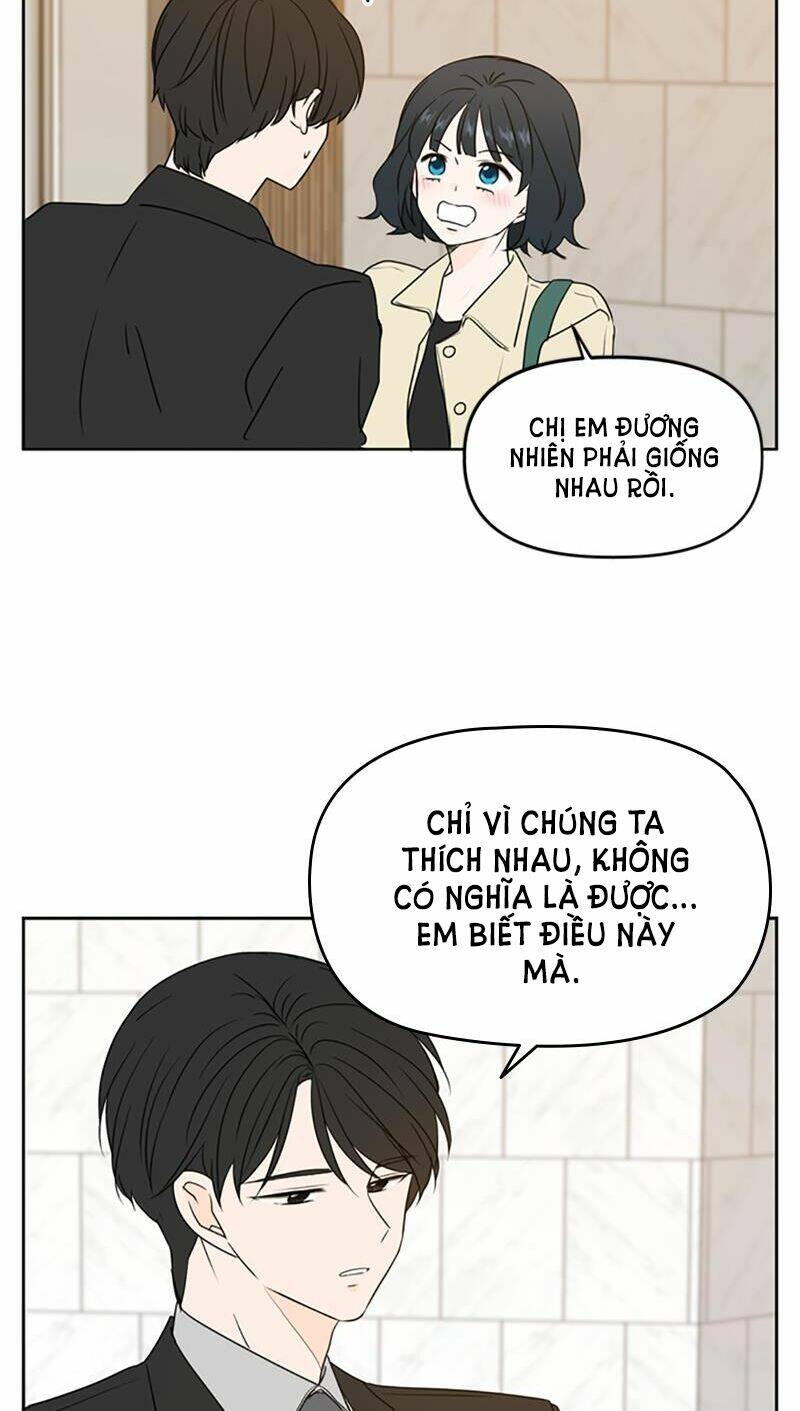 CHỊ EM ĐƯƠNG
NHIÊN PHẢI GIỐNG
NHAU RỒI.
CHỈ VÌ CHÚNG TA
THÍCH NHAU, KHÔNG
CÓ NGHĨA LÀ ĐƯỢC...
EM BIẾT ĐIỀU NÀY
MÀ.